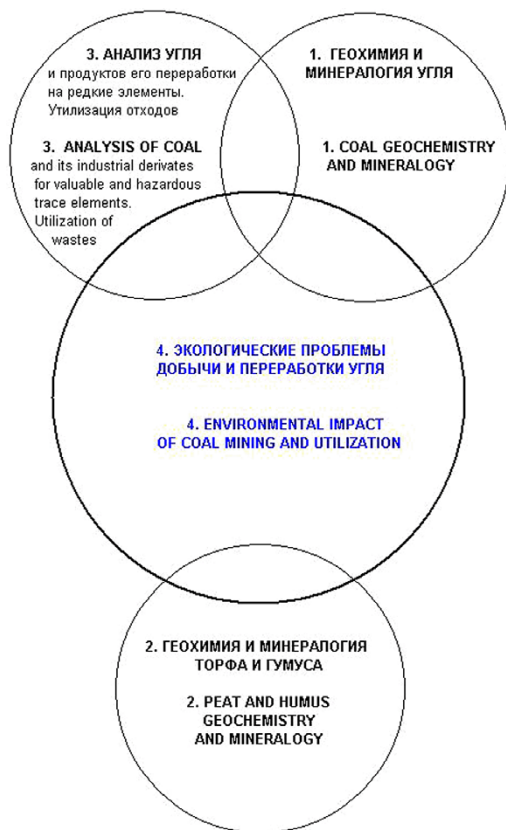 3. АНАЛИЗ УГЛЯ
и продуктов его переработки
на редкие элементы.
Утилизация отходов
3. ANALYSIS OF COAL
and its industrial derivates
for valuable and hazardous
trace elements.
Utilization of
wastes
1. ГЕОХИМИЯ И
МИНЕРАЛОГИЯ УГЛЯ
1. COAL GEOCHEMISTRY
AND MINERALOGY
4. ЭКОЛОГИЧЕСКИЕ ПРОБЛЕМЫ
ДОБЫЧИ И ПЕРЕРАБОТКИ УГЛЯ
4. ENVIRONMENTAL IMPACT
OF COAL MINING AND UTILIZATION
2. ГЕОХИМИЯ И МИНЕРАЛОГИЯ
ТОРФА И ГУМУСА
2. PEAT AND HUMUS
GEOCHEMISTRY
AND MINERALOGY